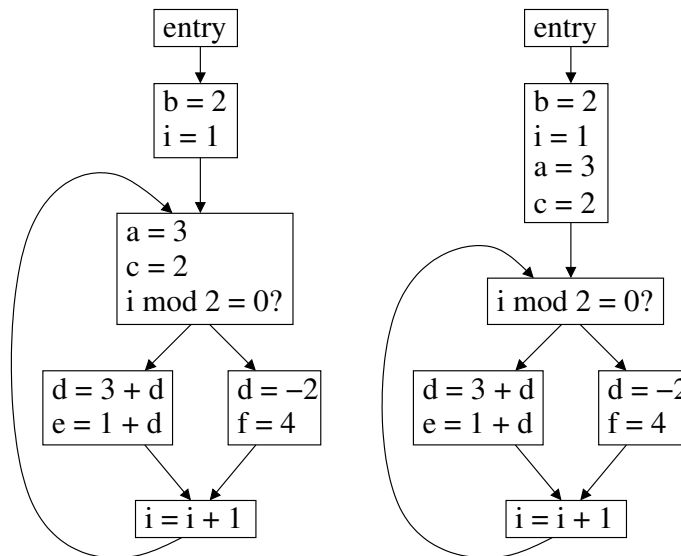 entry
b = 2
i = 1
a = 3
c = 2
i mod 2 = 0?
d = 3 + d
e = 1 + d
d = −2
f = 4
i = i + 1
entry
b = 2
i = 1
a = 3
c = 2
i mod 2 = 0?
d = 3 + d
e = 1 + d
d = −2
f = 4
i = i + 1